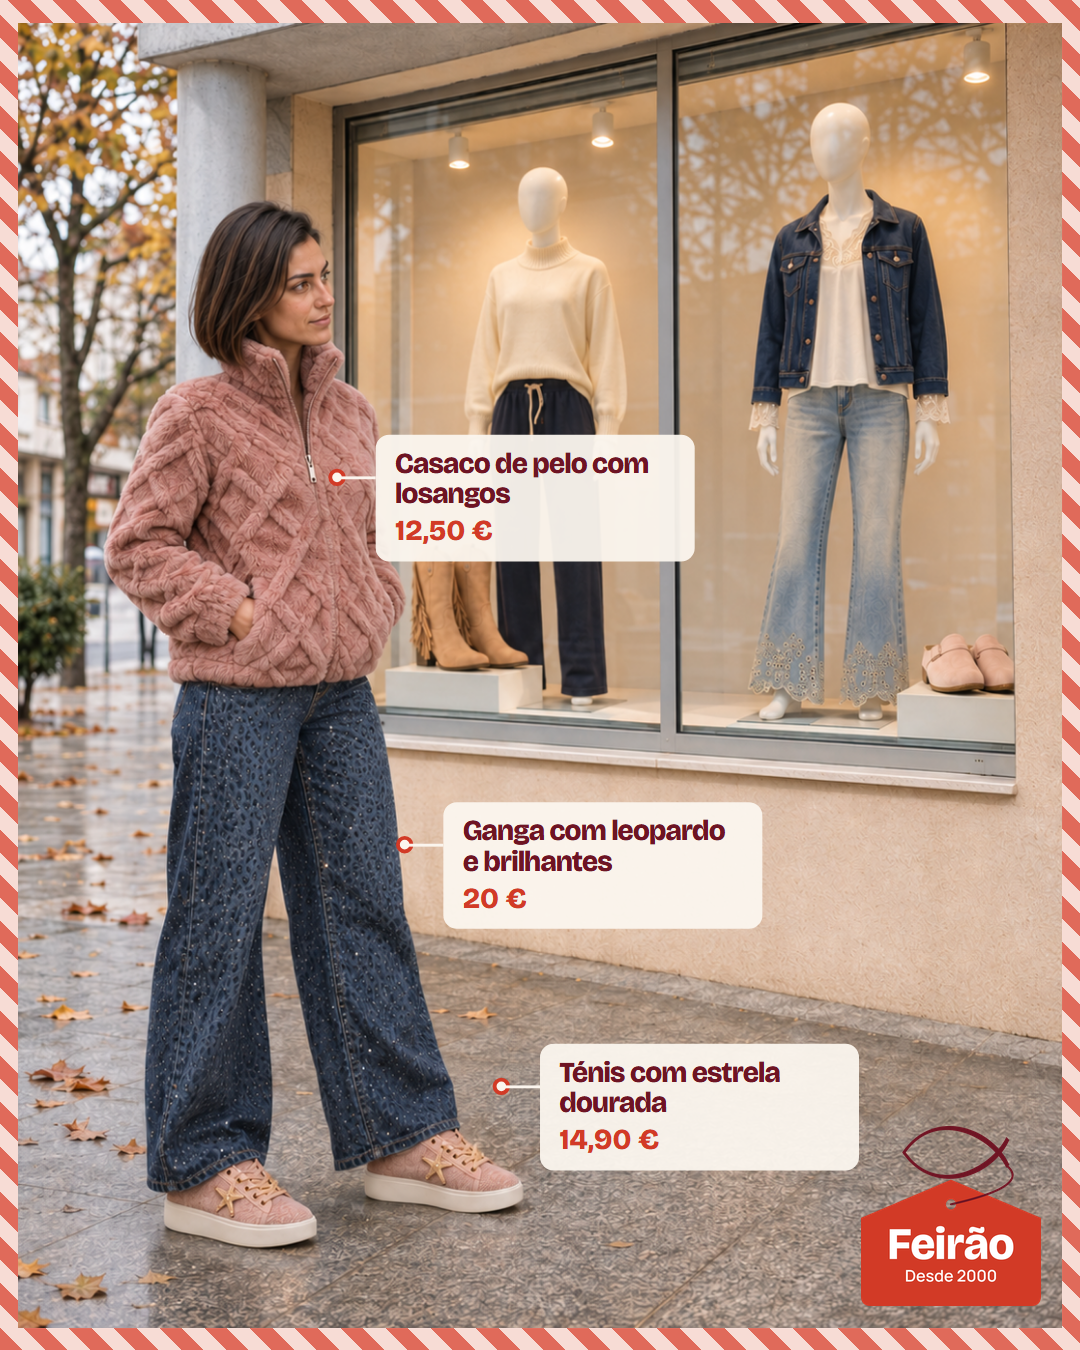 Casaco de pelo com
losangos
12,50 €
Ganga com leopardo
e brilhantes
20 €
Ténis com estrela
dourada
14,90 €
Feirão
Desde 2000